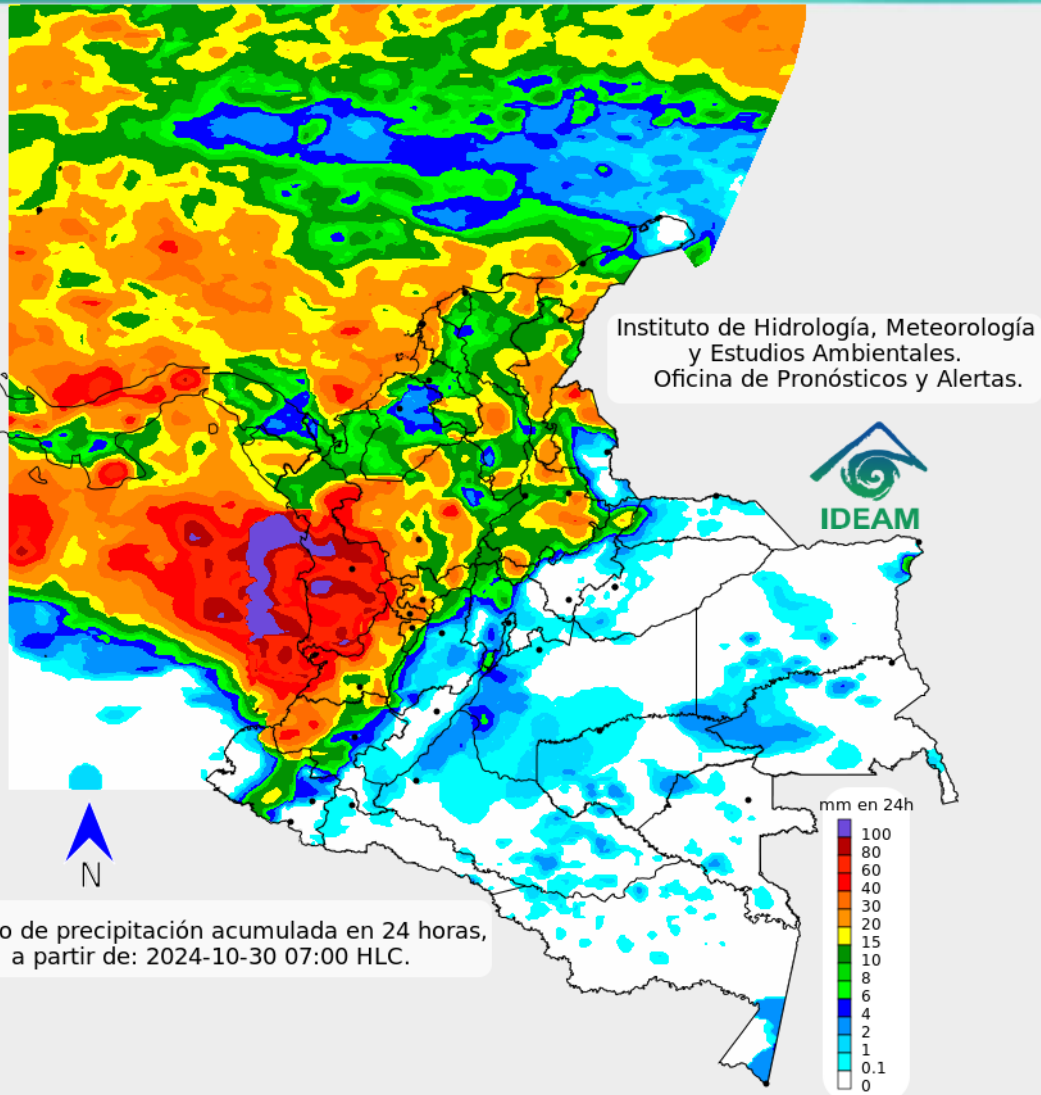 Instituto de Hidrología, Meteorología
y Estudios Ambientales.
Oficina de Pronósticos y Alertas.
IDEAM
mm en 24h
100
80
60
40
30
20
15
10
8
6
4
2
1
0.1
0
N
o de precipitación acumulada en 24 horas,
a partir de: 2024-10-30 07:00 HLC.